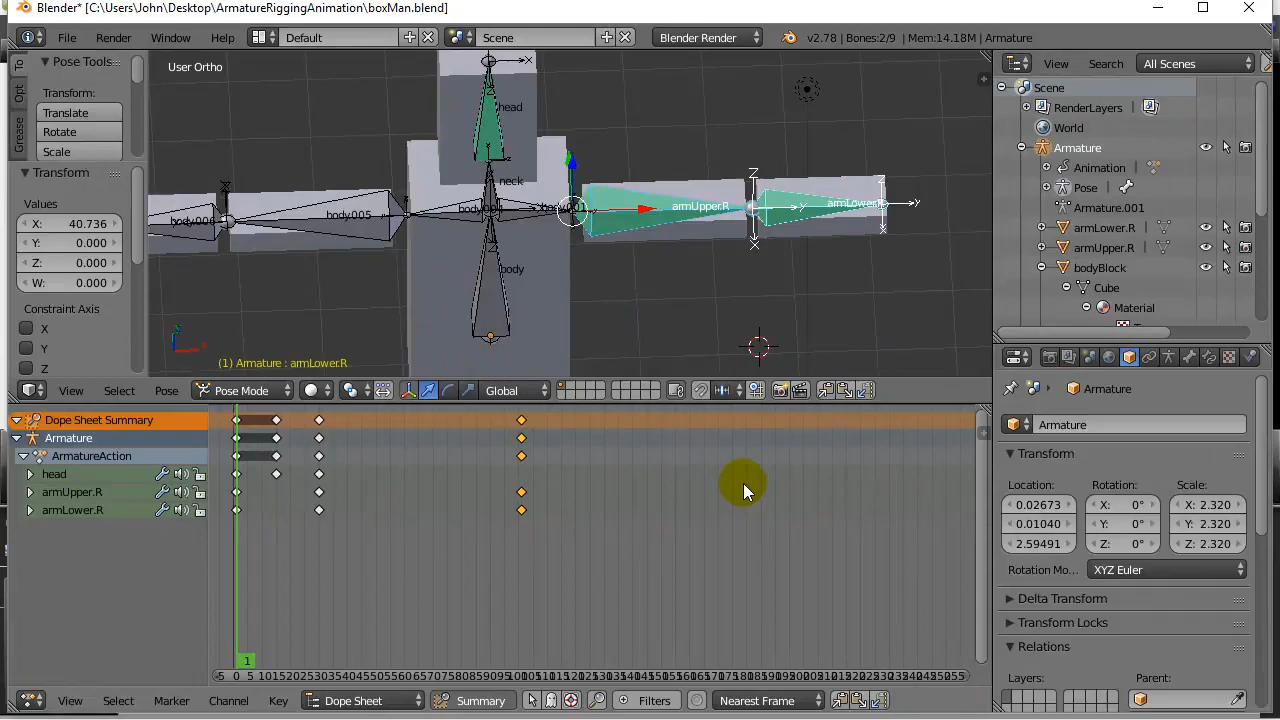 Blender* [C:\Users\John\Desktop\ArmatureRiggingAnimation\boxMan.blend]
File Render Window Help Default Scene Blender Render v2.78 | Bones:2/9 | Mem:14.18M | Armature
Pose Tools
Transform:
Translate
Rotate
Scale
Transform
Values
X: 40.736
Y: 0.000
Z: 0.000
W: 0.000
Constraint Axis
X
Y
Z
To
Opt
Grease
User Ortho
head
neck
body006
body005
armUpper.R
armLower.R
body
(1) Armature : armLower.R
View Select Pose Pose Mode Global
View Search All Scenes
Scene
RenderLayers
World
Armature
Animation
Pose
Armature.001
armLower.R
armUpper.R
bodyBlock
Cube
Material
Dope Sheet Summary
Armature
ArmatureAction
head
armUpper.R
armLower.R
1
View Select Marker Channel Key Dope Sheet Summary Filters Nearest Frame
Armature
Armature
Transform
Location: Rotation: Scale:
0.02673 X: 0° X: 2.320
0.01040 Y: 0° Y: 2.320
2.59491 Z: 0° Z: 2.320
Rotation Mo... XYZ Euler
Delta Transform
Transform Locks
Relations
Layers: Parent: